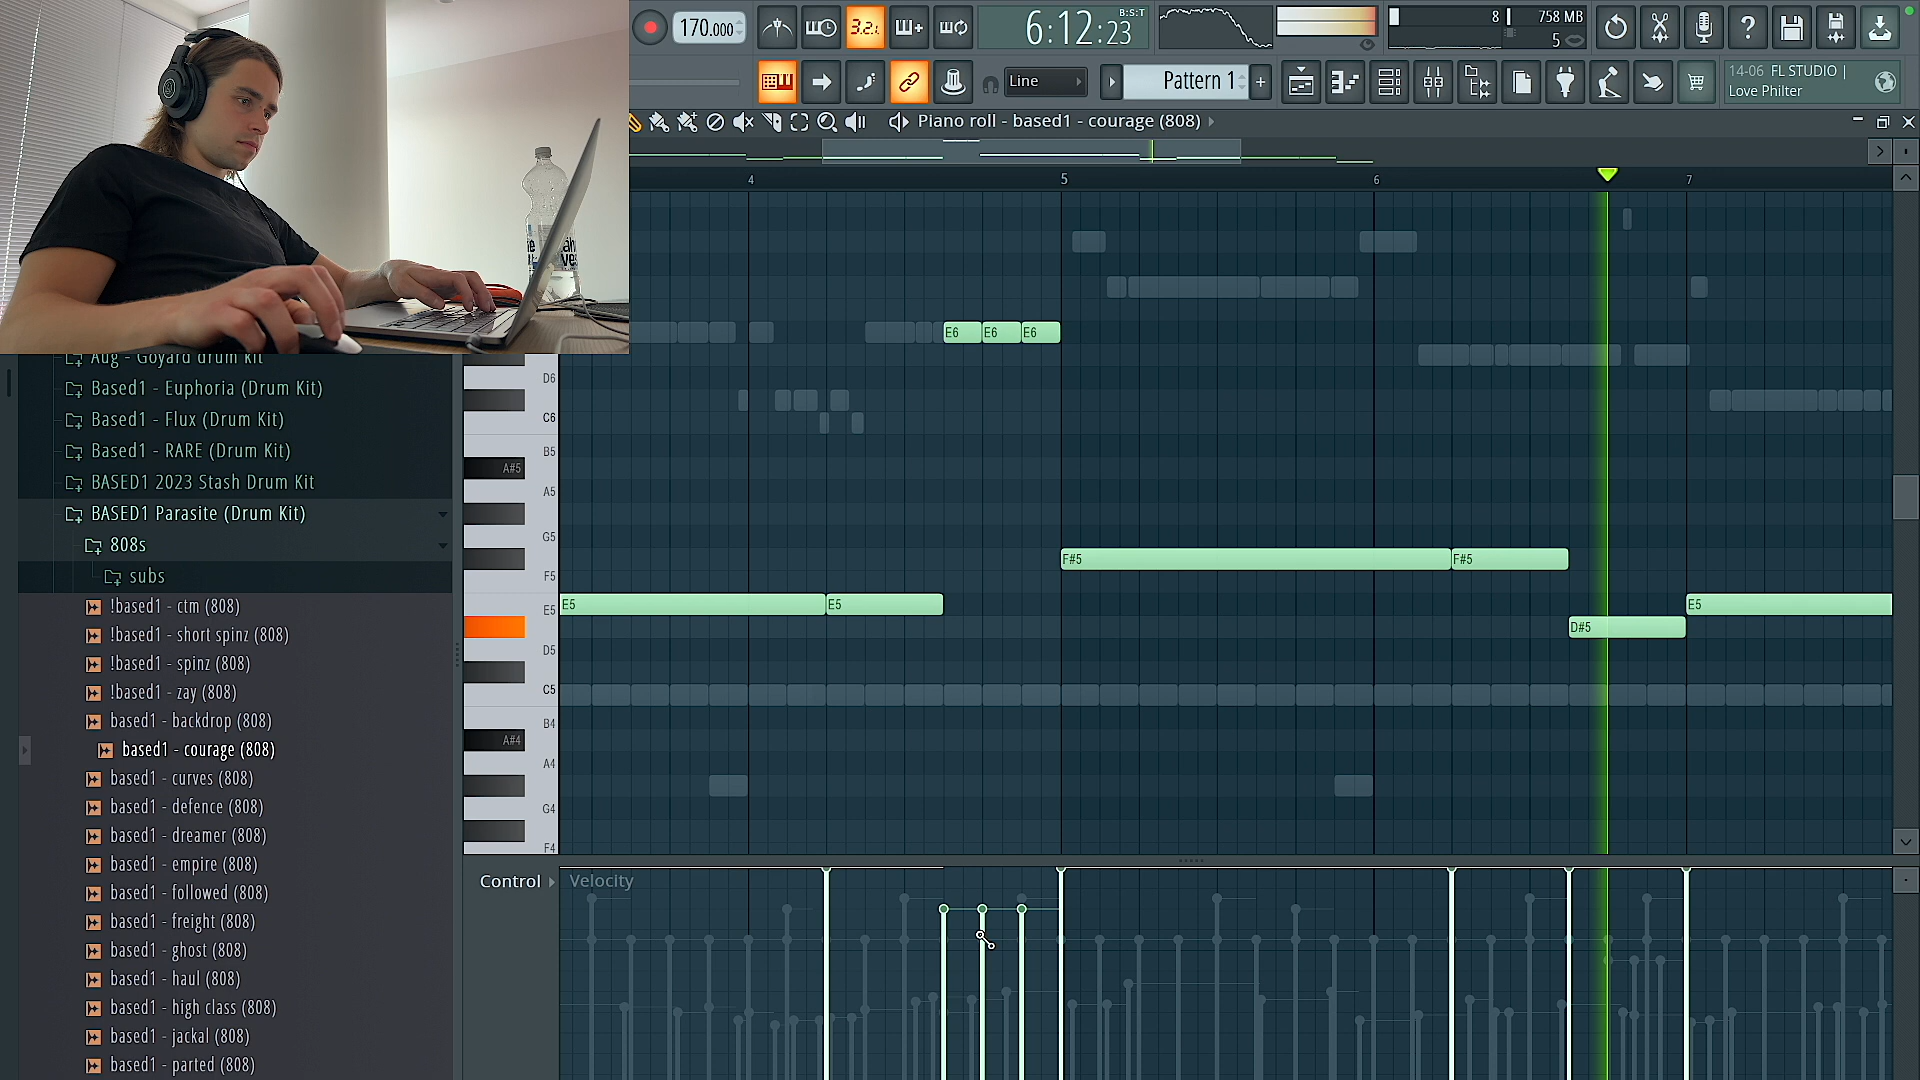 170.000
3.2.
6:12:23
B:S:T
8
758 MB
5
Line
Pattern 1
+
14-06 FL STUDIO |
Love Philter
Piano roll - based1 - courage (808)
4
5
6
7
Aug - Goyard drum kit
Based1 - Euphoria (Drum Kit)
Based1 - Flux (Drum Kit)
Based1 - RARE (Drum Kit)
BASED1 2023 Stash Drum Kit
BASED1 Parasite (Drum Kit)
808s
subs
!based1 - ctm (808)
!based1 - short spinz (808)
!based1 - spinz (808)
!based1 - zay (808)
based1 - backdrop (808)
based1 - courage (808)
based1 - curves (808)
based1 - defence (808)
based1 - dreamer (808)
based1 - empire (808)
based1 - followed (808)
based1 - freight (808)
based1 - ghost (808)
based1 - haul (808)
based1 - high class (808)
based1 - jackal (808)
based1 - parted (808)
D6
C6
B5
A#5
A5
G5
F5
E5
D5
C5
B4
A#4
A4
G4
F4
E6
E6
E6
F#5
F#5
E5
E5
D#5
E5
Control
Velocity